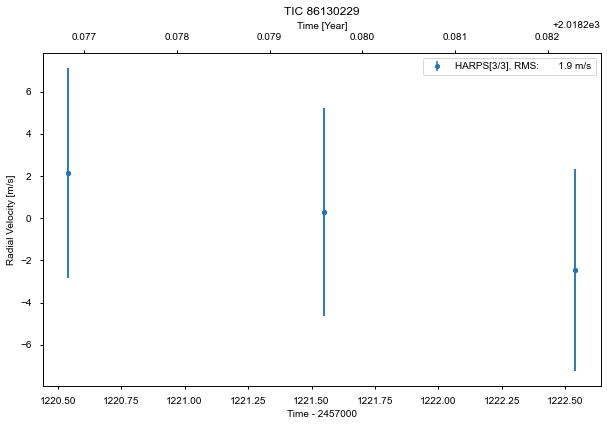 TIC 86130229
Time [Year]
+2.0182e3
0.077 0.078 0.079 0.080 0.081 0.082
HARPS[3/3], RMS: 1.9 m/s
Radial Velocity [m/s]
6
4
2
0
−2
−4
−6
1220.50 1220.75 1221.00 1221.25 1221.50 1221.75 1222.00 1222.25 1222.50
Time - 2457000